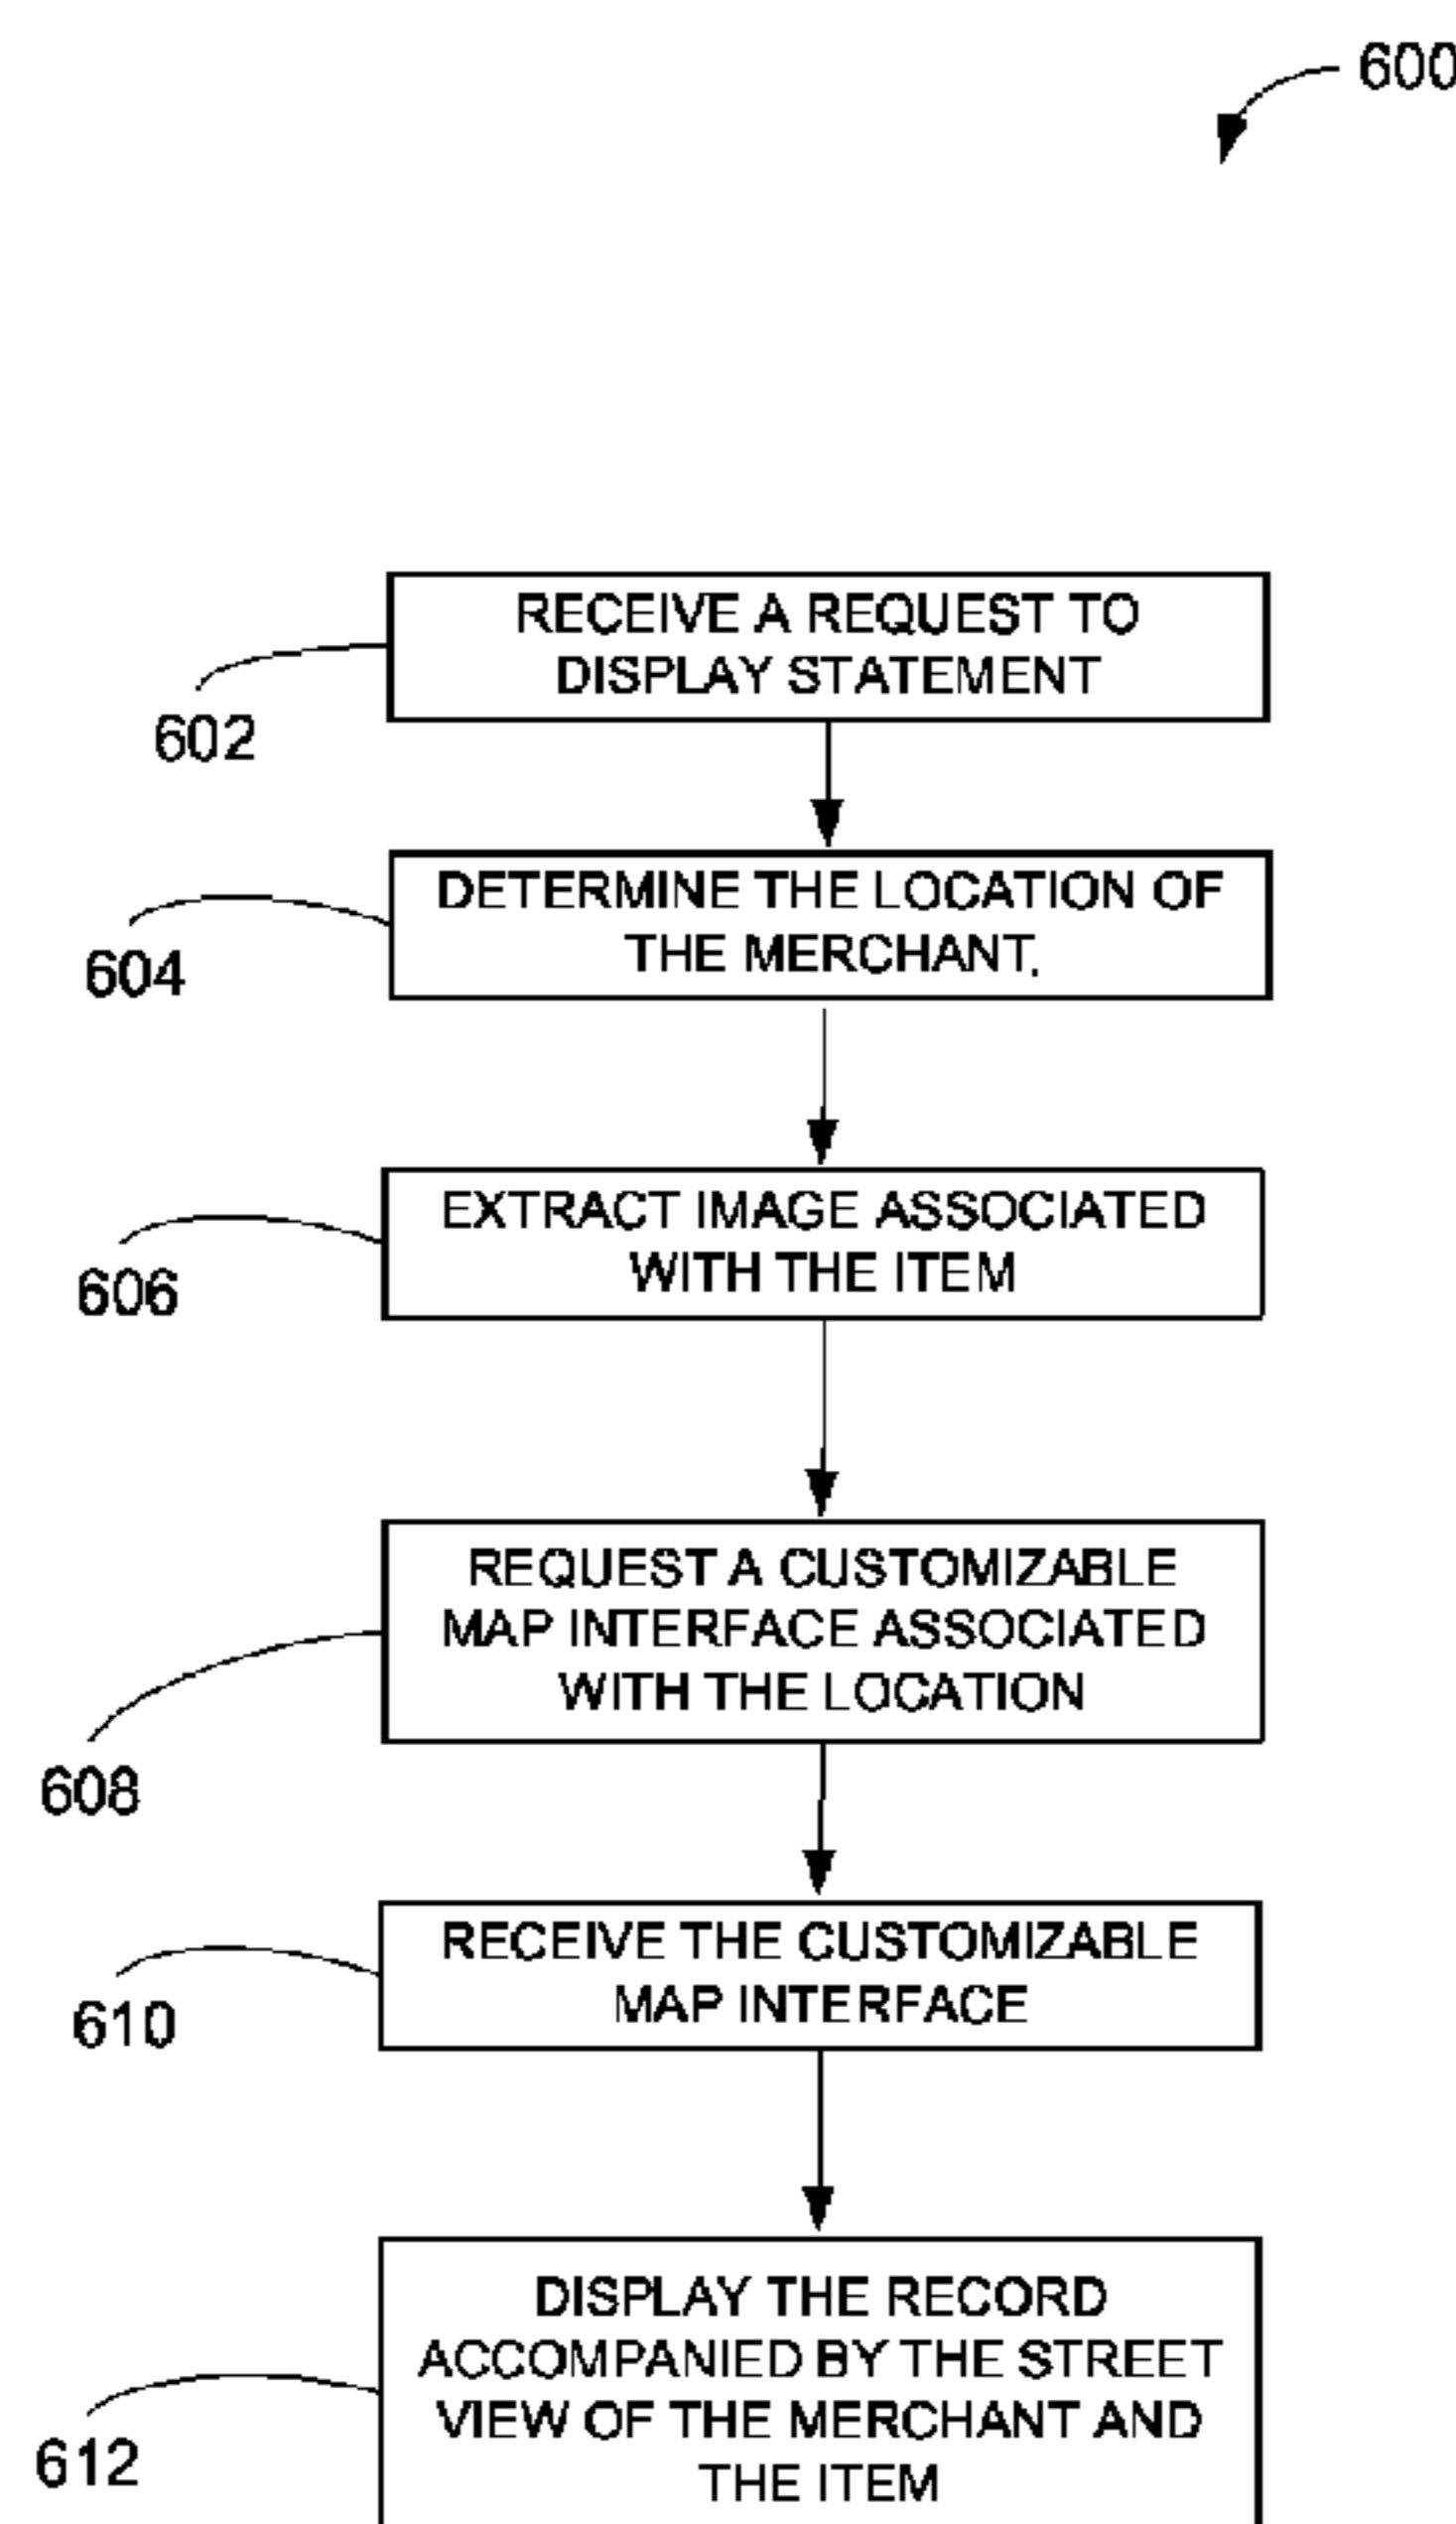 600
RECEIVE A REQUEST TO
DISPLAY STATEMENT
602
DETERMINE THE LOCATION OF
THE MERCHANT.
604
EXTRACT IMAGE ASSOCIATED
WITH THE ITEM
606
REQUEST A CUSTOMIZABLE
MAP INTERFACE ASSOCIATED
WITH THE LOCATION
608
RECEIVE THE CUSTOMIZABLE
MAP INTERFACE
610
DISPLAY THE RECORD
ACCOMPANIED BY THE STREET
VIEW OF THE MERCHANT AND
THE ITEM
612